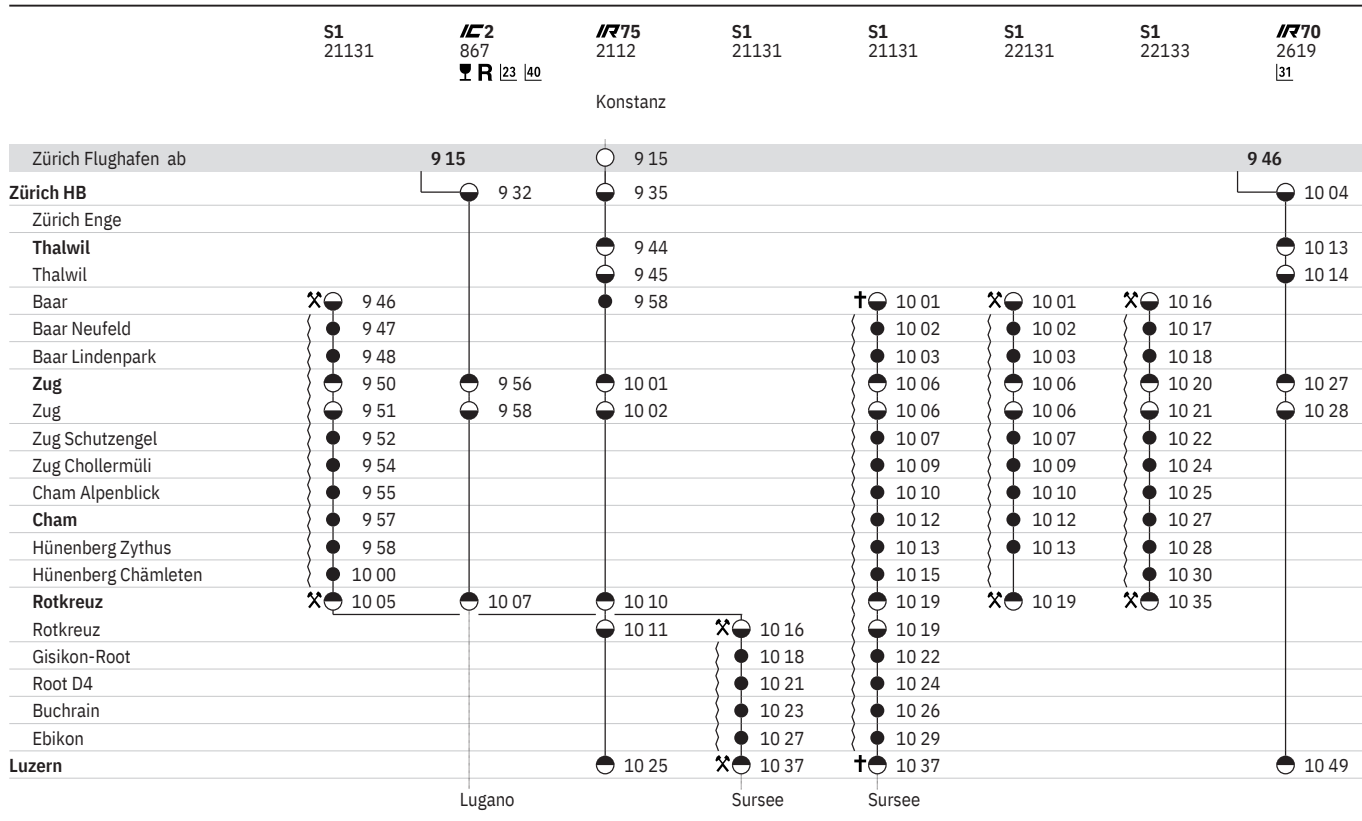 S1 IC2 IR75 S1 S1 S1 S1 IR70
21131 867 2112 21131 21131 22131 22133 2619
R 23 40 31
Konstanz
Zürich Flughafen ab 9 15 9 15 9 46
Zürich HB 9 32 9 35 10 04
Zürich Enge
Thalwil 9 44 10 13
Thalwil 9 45 10 14
Baar 9 46 9 58 10 01 10 01 10 16
Baar Neufeld 9 47 10 02 10 02 10 17
Baar Lindenpark 9 48 10 03 10 03 10 18
Zug 9 50 9 56 10 01 10 06 10 06 10 20 10 27
Zug 9 51 9 58 10 02 10 06 10 06 10 21 10 28
Zug Schutzengel 9 52 10 07 10 07 10 22
Zug Chollermüli 9 54 10 09 10 09 10 24
Cham Alpenblick 9 55 10 10 10 10 10 25
Cham 9 57 10 12 10 12 10 27
Hünenberg Zythus 9 58 10 13 10 13 10 28
Hünenberg Chämleten 10 00 10 15 10 30
Rotkreuz 10 05 10 07 10 10 10 19 10 19 10 35
Rotkreuz 10 11 10 16 10 19
Gisikon-Root 10 18 10 22
Root D4 10 21 10 24
Buchrain 10 23 10 26
Ebikon 10 27 10 29
Luzern 10 25 10 37 10 37 10 49
Lugano Sursee Sursee